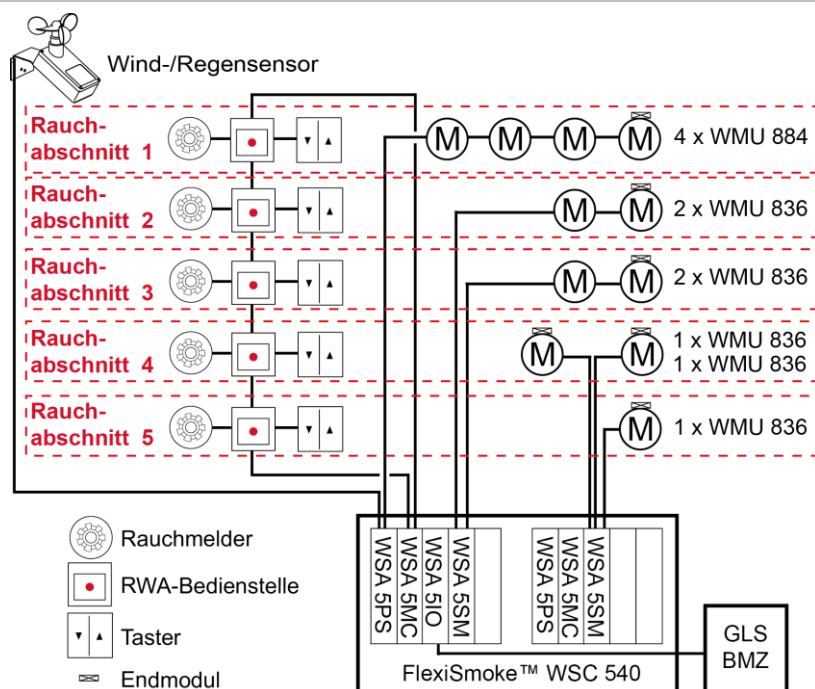 Wind-/Regensensor
Rauch-
abschnitt 1
M M M M
4 x WMU 884
Rauch-
abschnitt 2
M M
2 x WMU 836
Rauch-
abschnitt 3
M M
2 x WMU 836
Rauch-
abschnitt 4
M M
1 x WMU 836
1 x WMU 836
Rauch-
abschnitt 5
M
1 x WMU 836
Rauchmelder
RWA-Bedienstelle
Taster
Endmodul
WSA 5PS
WSA 5MC
WSA 5IO
WSA 5SM
WSA 5PS
WSA 5MC
WSA 5SM
FlexiSmoke™ WSC 540
GLS
BMZ